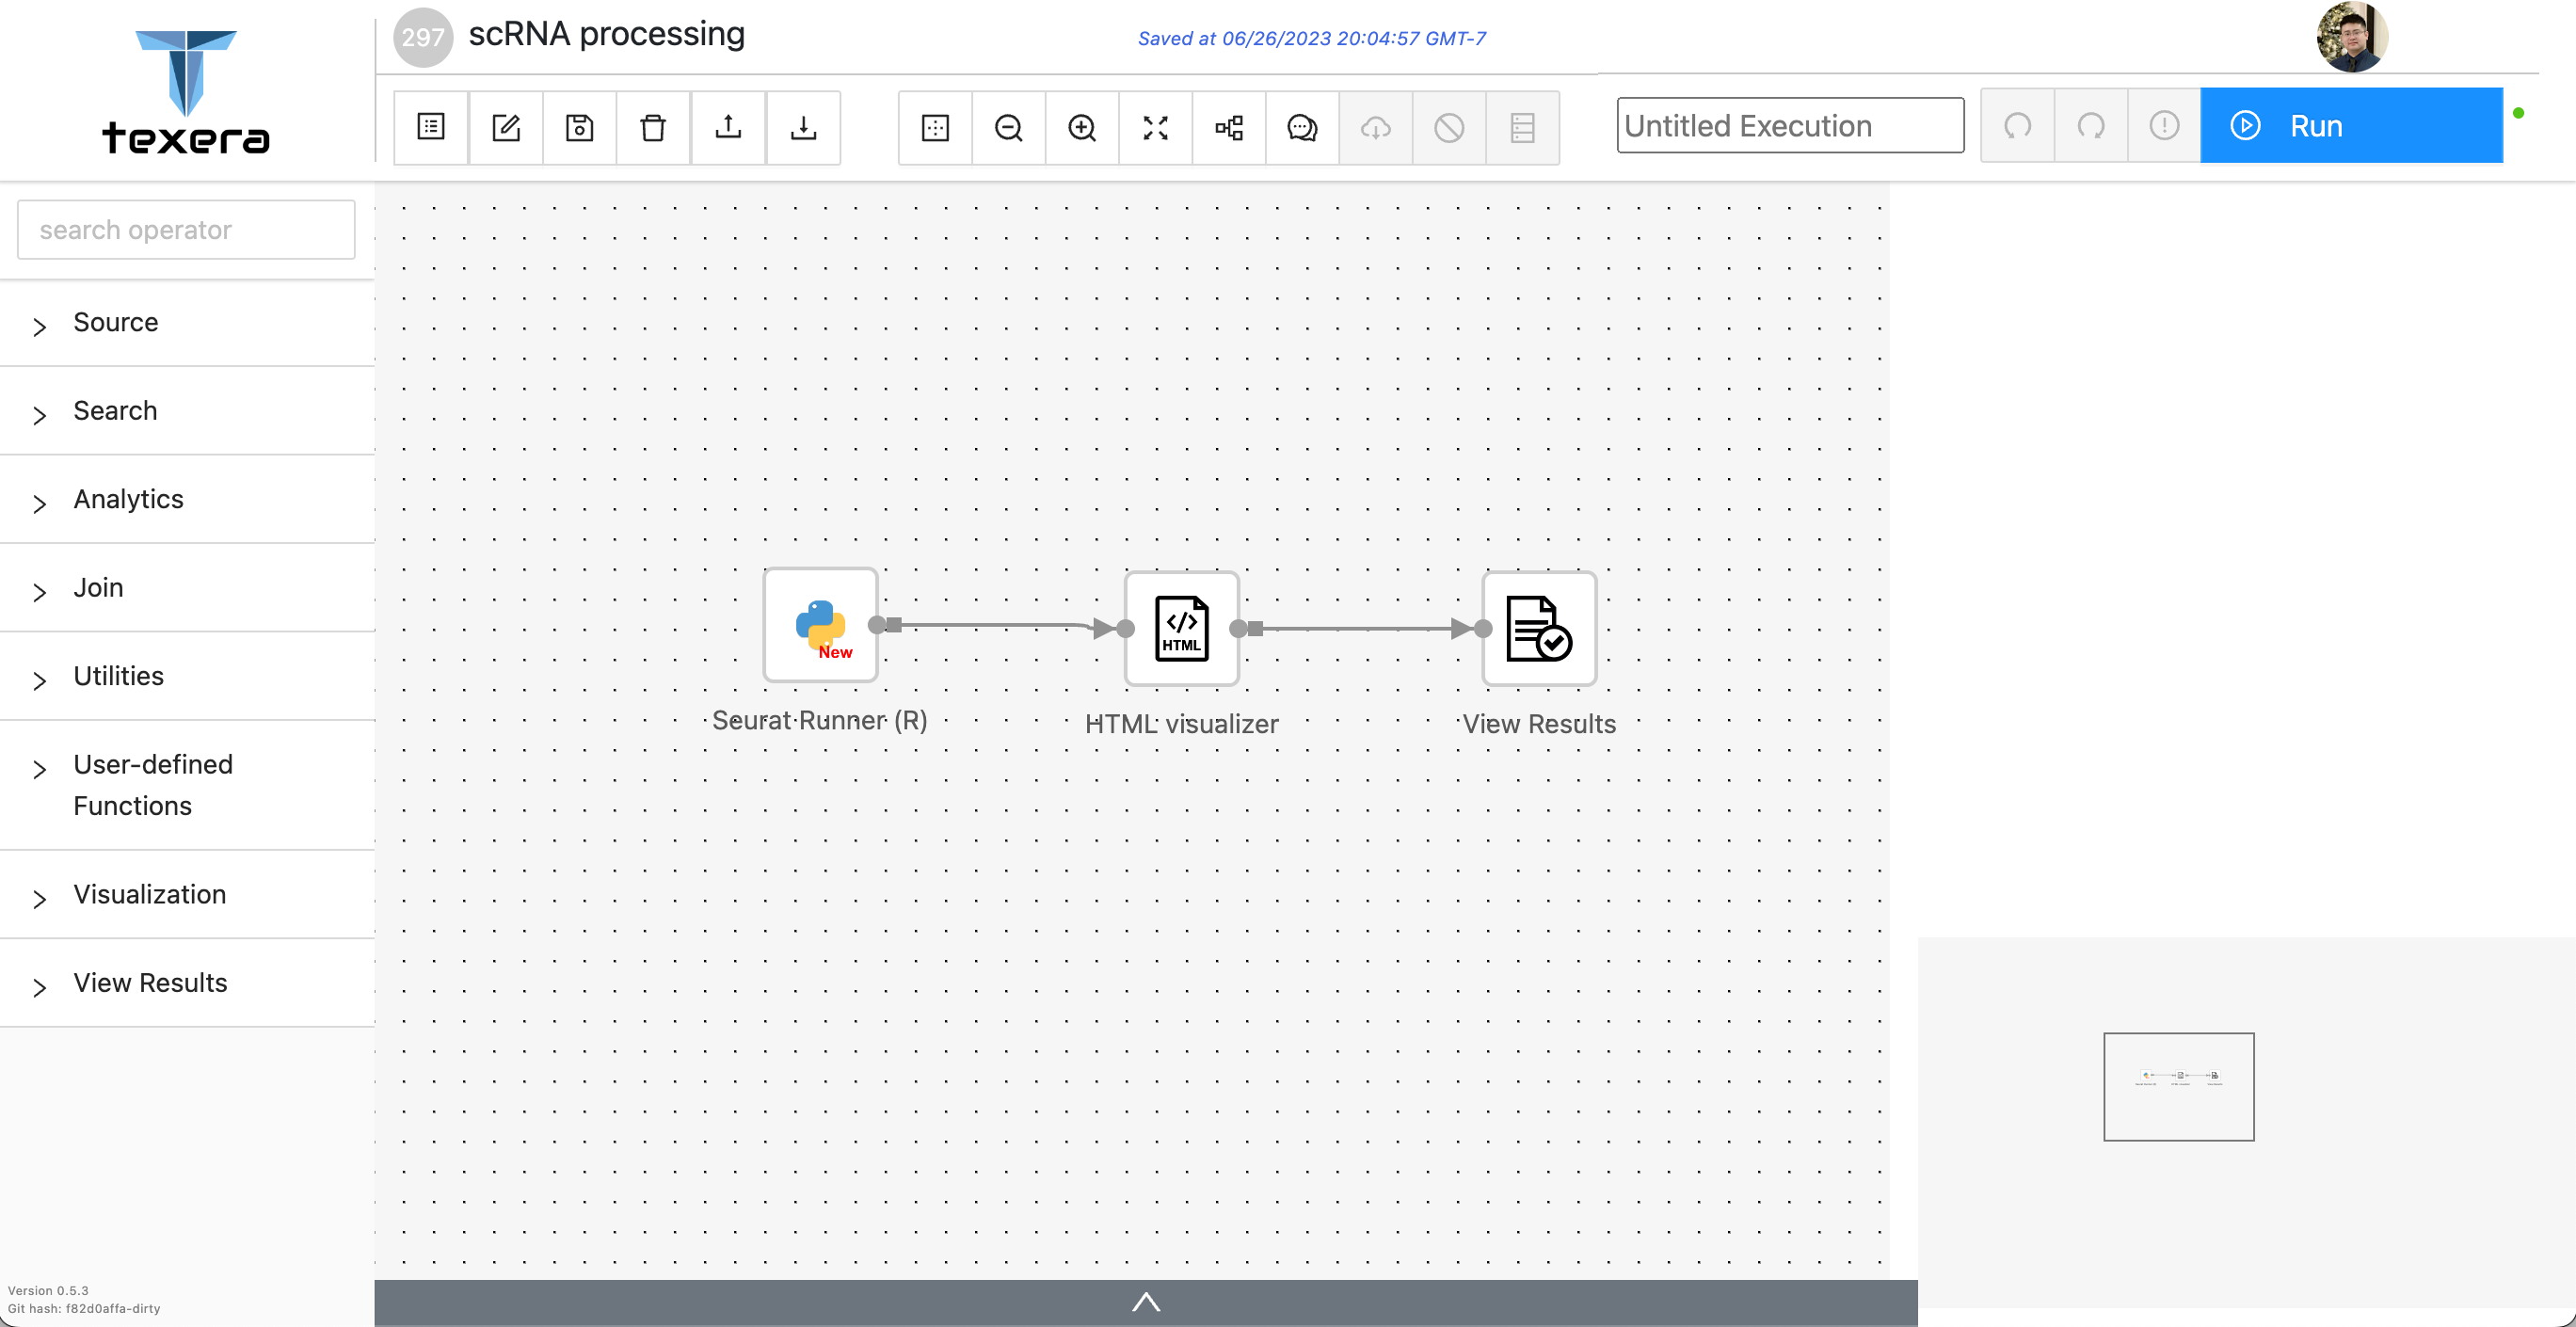 texera
297 scRNA processing
Saved at 06/26/2023 20:04:57 GMT-7
Untitled Execution
Run
search operator
Source
Search
Analytics
Join
Utilities
User-defined
Functions
Visualization
View Results
New
HTML
Seurat Runner (R)
HTML visualizer
View Results
Version 0.5.3
Git hash: f82d0affa-dirty